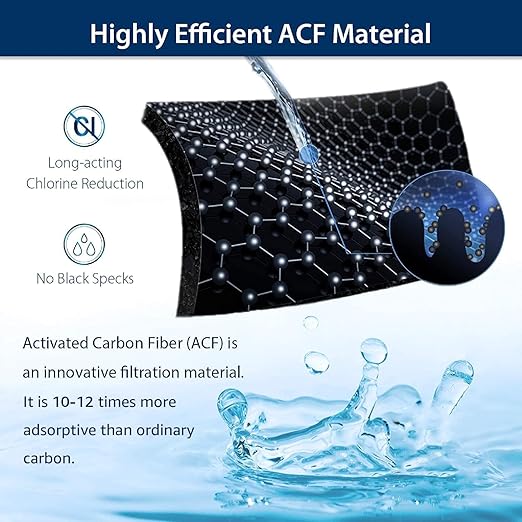 Highly Efficient ACF Material
Cl
Long-acting
Chlorine Reduction
No Black Specks
Activated Carbon Fiber (ACF) is
an innovative filtration material.
It is 10-12 times more
adsorptive than ordinary
carbon.